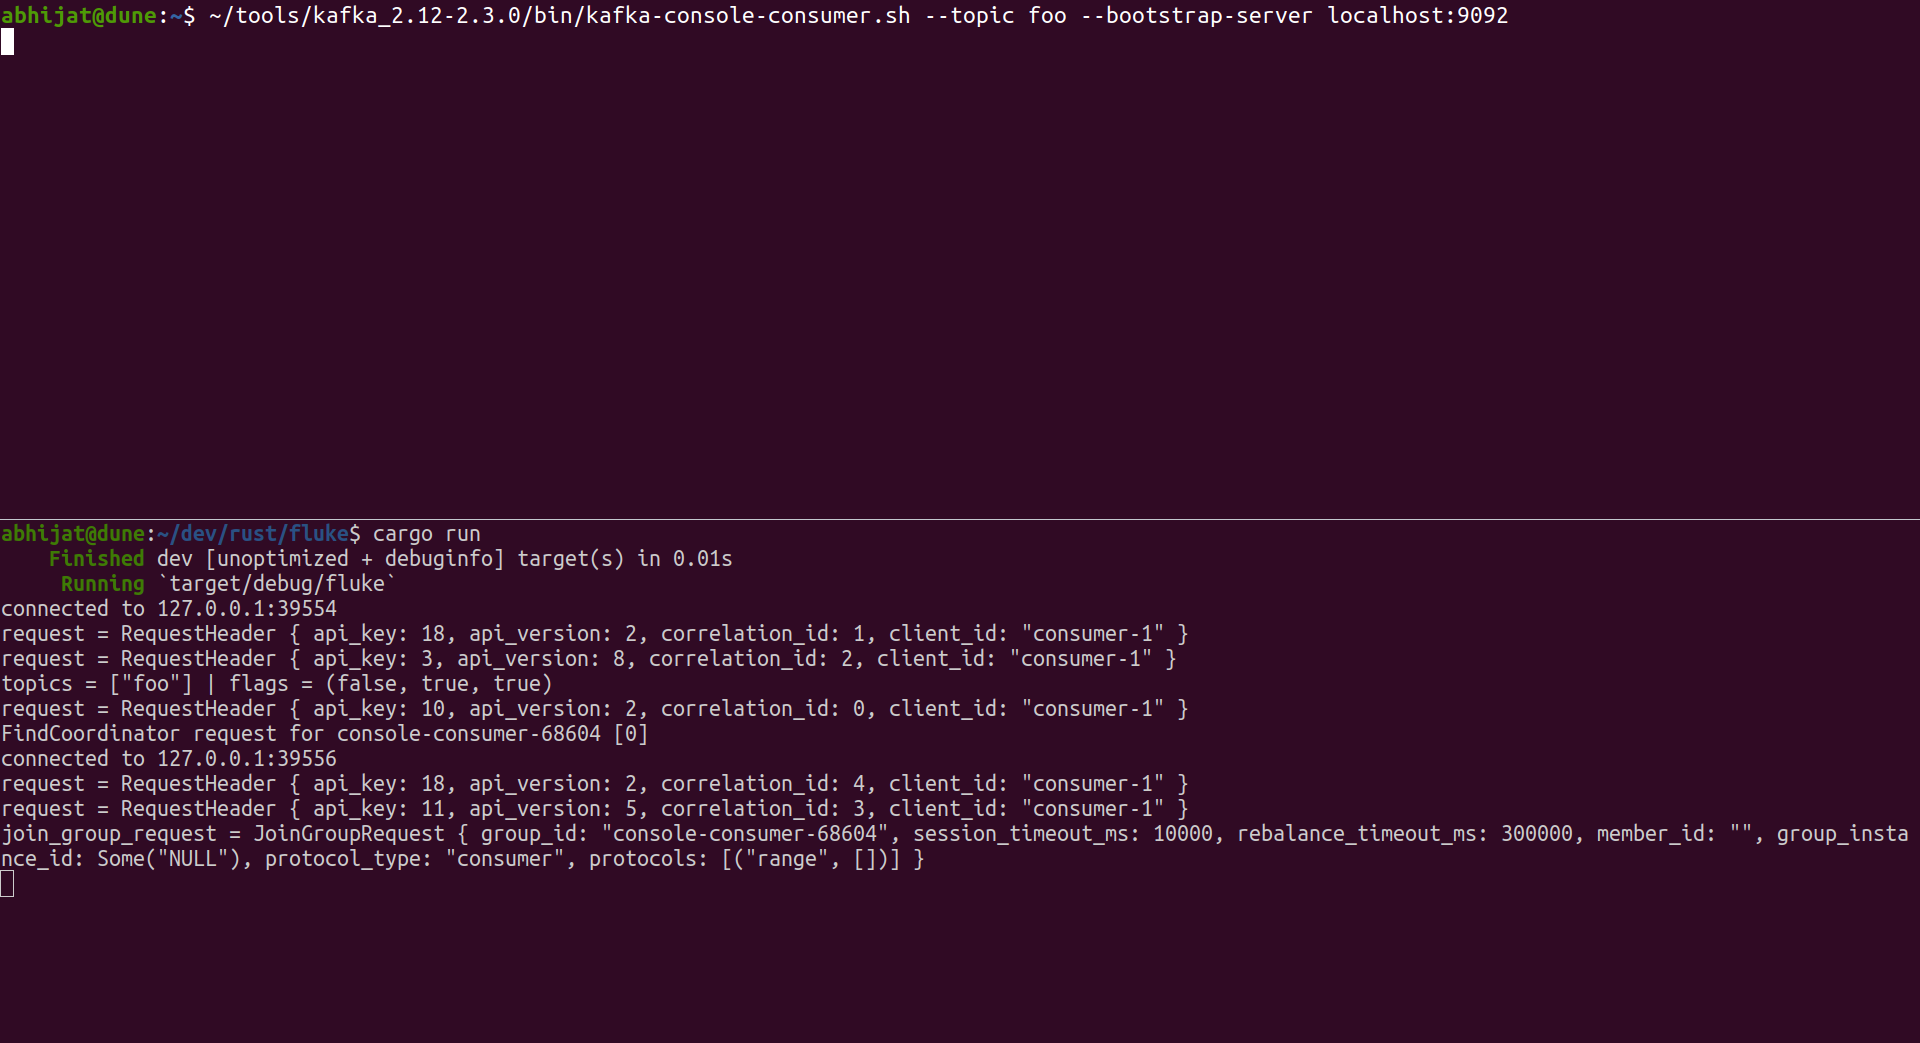 abhijat@dune:~$ ~/tools/kafka_2.12-2.3.0/bin/kafka-console-consumer.sh --topic foo --bootstrap-server localhost:9092
abhijat@dune:~/dev/rust/fluke$ cargo run
    Finished dev [unoptimized + debuginfo] target(s) in 0.01s
     Running `target/debug/fluke`
connected to 127.0.0.1:39554
request = RequestHeader { api_key: 18, api_version: 2, correlation_id: 1, client_id: "consumer-1" }
request = RequestHeader { api_key: 3, api_version: 8, correlation_id: 2, client_id: "consumer-1" }
topics = ["foo"] | flags = (false, true, true)
request = RequestHeader { api_key: 10, api_version: 2, correlation_id: 0, client_id: "consumer-1" }
FindCoordinator request for console-consumer-68604 [0]
connected to 127.0.0.1:39556
request = RequestHeader { api_key: 18, api_version: 2, correlation_id: 4, client_id: "consumer-1" }
request = RequestHeader { api_key: 11, api_version: 5, correlation_id: 3, client_id: "consumer-1" }
join_group_request = JoinGroupRequest { group_id: "console-consumer-68604", session_timeout_ms: 10000, rebalance_timeout_ms: 300000, member_id: "", group_insta
nce_id: Some("NULL"), protocol_type: "consumer", protocols: [("range", [])] }